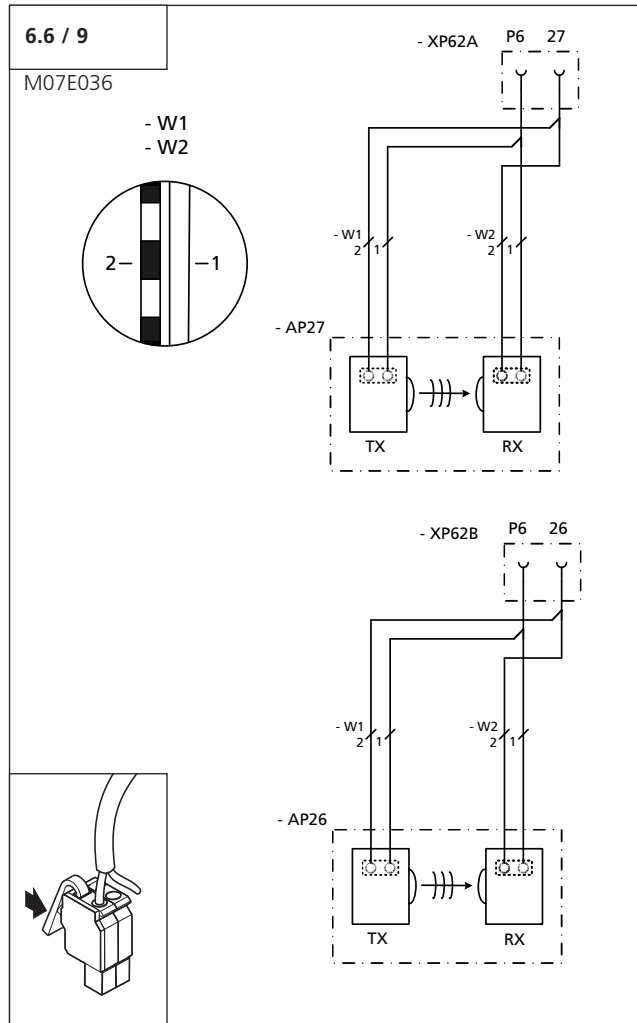 6.6 / 9
M07E036
- W1
- W2
2
1
- XP62A P6 27
- W1
2 1
- W2
2 1
- AP27
TX RX
- XP62B P6 26
- W1
2 1
- W2
2 1
- AP26
TX RX